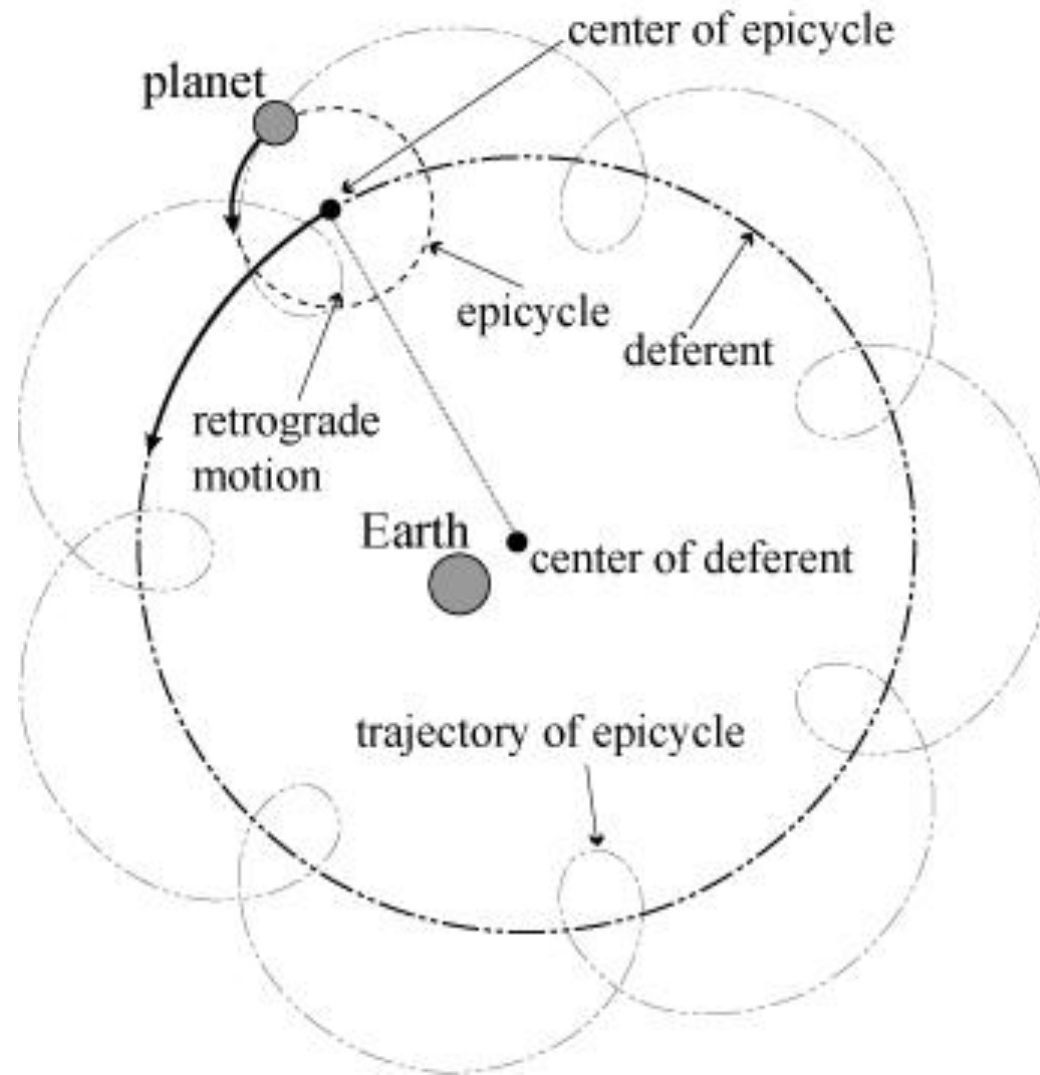 center of epicycle
planet
epicycle
deferent
retrograde
motion
Earth
center of deferent
trajectory of epicycle